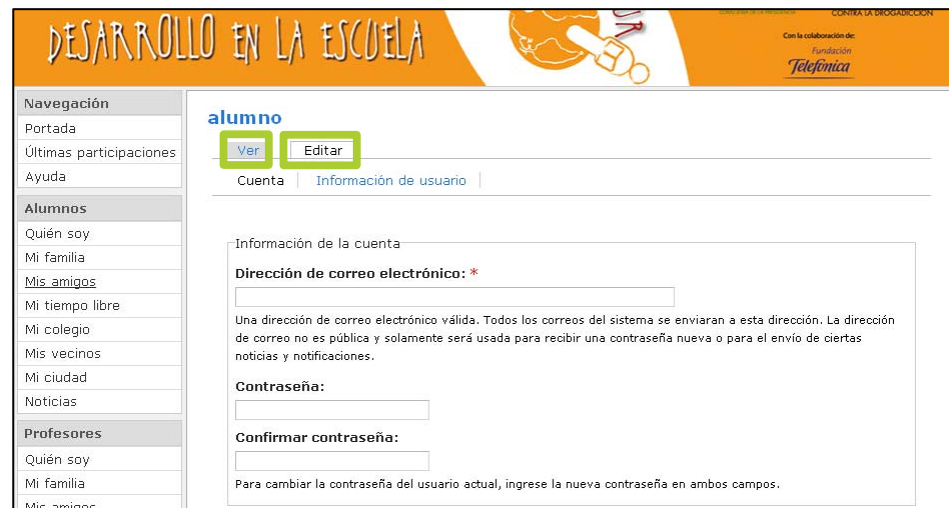 CONTRA LA DROGADICCIÓN
DESARROLLO EN LA ESCUELA
UR
Con la colaboración de:
Fundación
Telefónica
Navegación
Portada
Últimas participaciones
Ayuda
Alumnos
Quién soy
Mi familia
Mis amigos
Mi tiempo libre
Mi colegio
Mis vecinos
Mi ciudad
Noticias
Profesores
Quién soy
Mi familia
Mis amigos
alumno
Ver Editar
Cuenta Información de usuario
Información de la cuenta
Dirección de correo electrónico: *
Una dirección de correo electrónico válida. Todos los correos del sistema se enviaran a esta dirección. La dirección
de correo no es pública y solamente será usada para recibir una contraseña nueva o para el envío de ciertas
noticias y notificaciones.
Contraseña:
Confirmar contraseña:
Para cambiar la contraseña del usuario actual, ingrese la nueva contraseña en ambos campos.